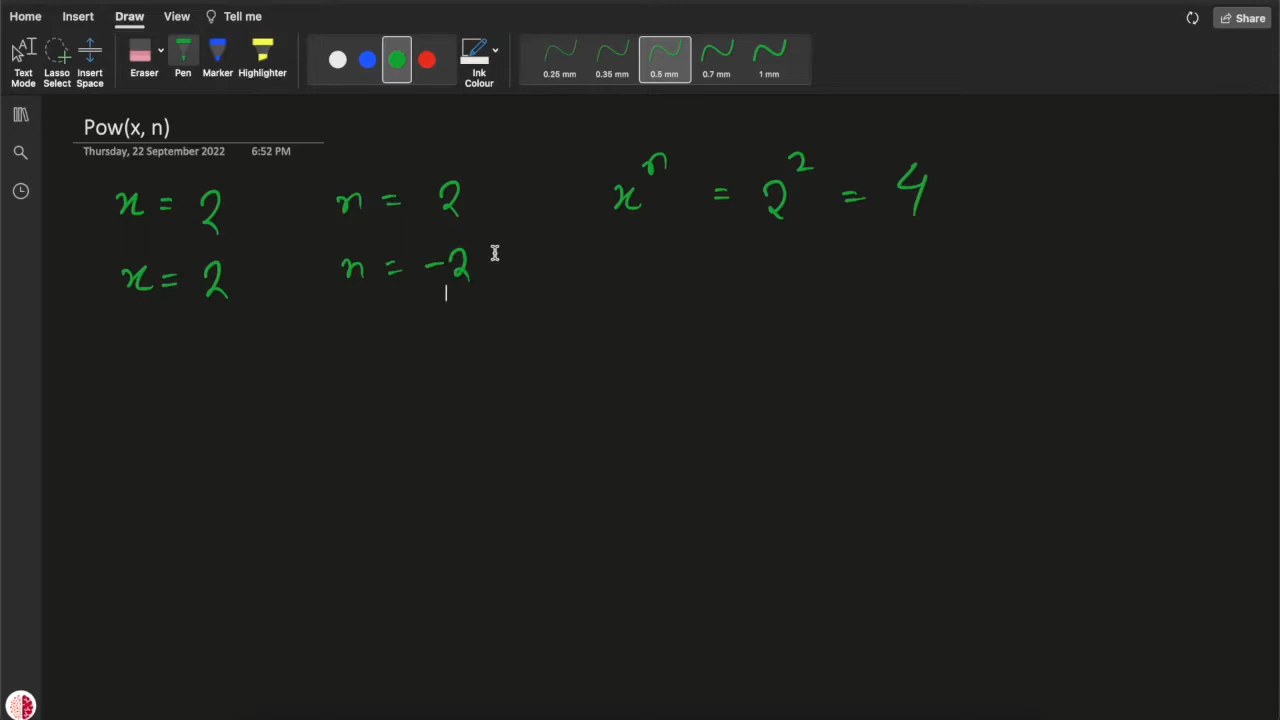 Home Insert Draw View Tell me
Share
Text Mode
Lasso Select
Insert Space
Eraser
Pen
Marker
Highlighter
Ink Colour
0.25 mm
0.35 mm
0.5 mm
0.7 mm
1 mm
Pow(x, n)
Thursday, 22 September 2022 6:52 PM
x = 2 n = 2 xⁿ = 2² = 4
x = 2 n = -2